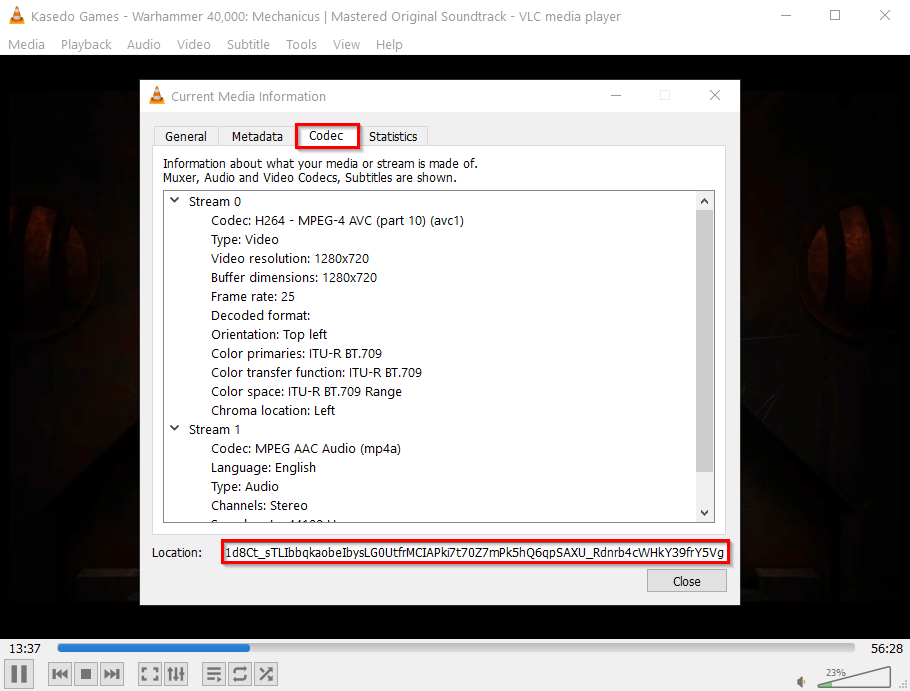 Kasedo Games - Warhammer 40,000: Mechanicus | Mastered Original Soundtrack - VLC media player
Media Playback Audio Video Subtitle Tools View Help
Current Media Information
General Metadata Codec Statistics
Information about what your media or stream is made of.
Muxer, Audio and Video Codecs, Subtitles are shown.
Stream 0
Codec: H264 - MPEG-4 AVC (part 10) (avc1)
Type: Video
Video resolution: 1280x720
Buffer dimensions: 1280x720
Frame rate: 25
Decoded format:
Orientation: Top left
Color primaries: ITU-R BT.709
Color transfer function: ITU-R BT.709
Color space: ITU-R BT.709 Range
Chroma location: Left
Stream 1
Codec: MPEG AAC Audio (mp4a)
Language: English
Type: Audio
Channels: Stereo
Location: 1d8Ct_sTLIbbqkaobeIbysLG0UtfrMCIAPki7t70Z7mPk5hQ6qpSAXU_Rdnrb4cWHkY39frY5Vg
Close
13:37 56:28
23%